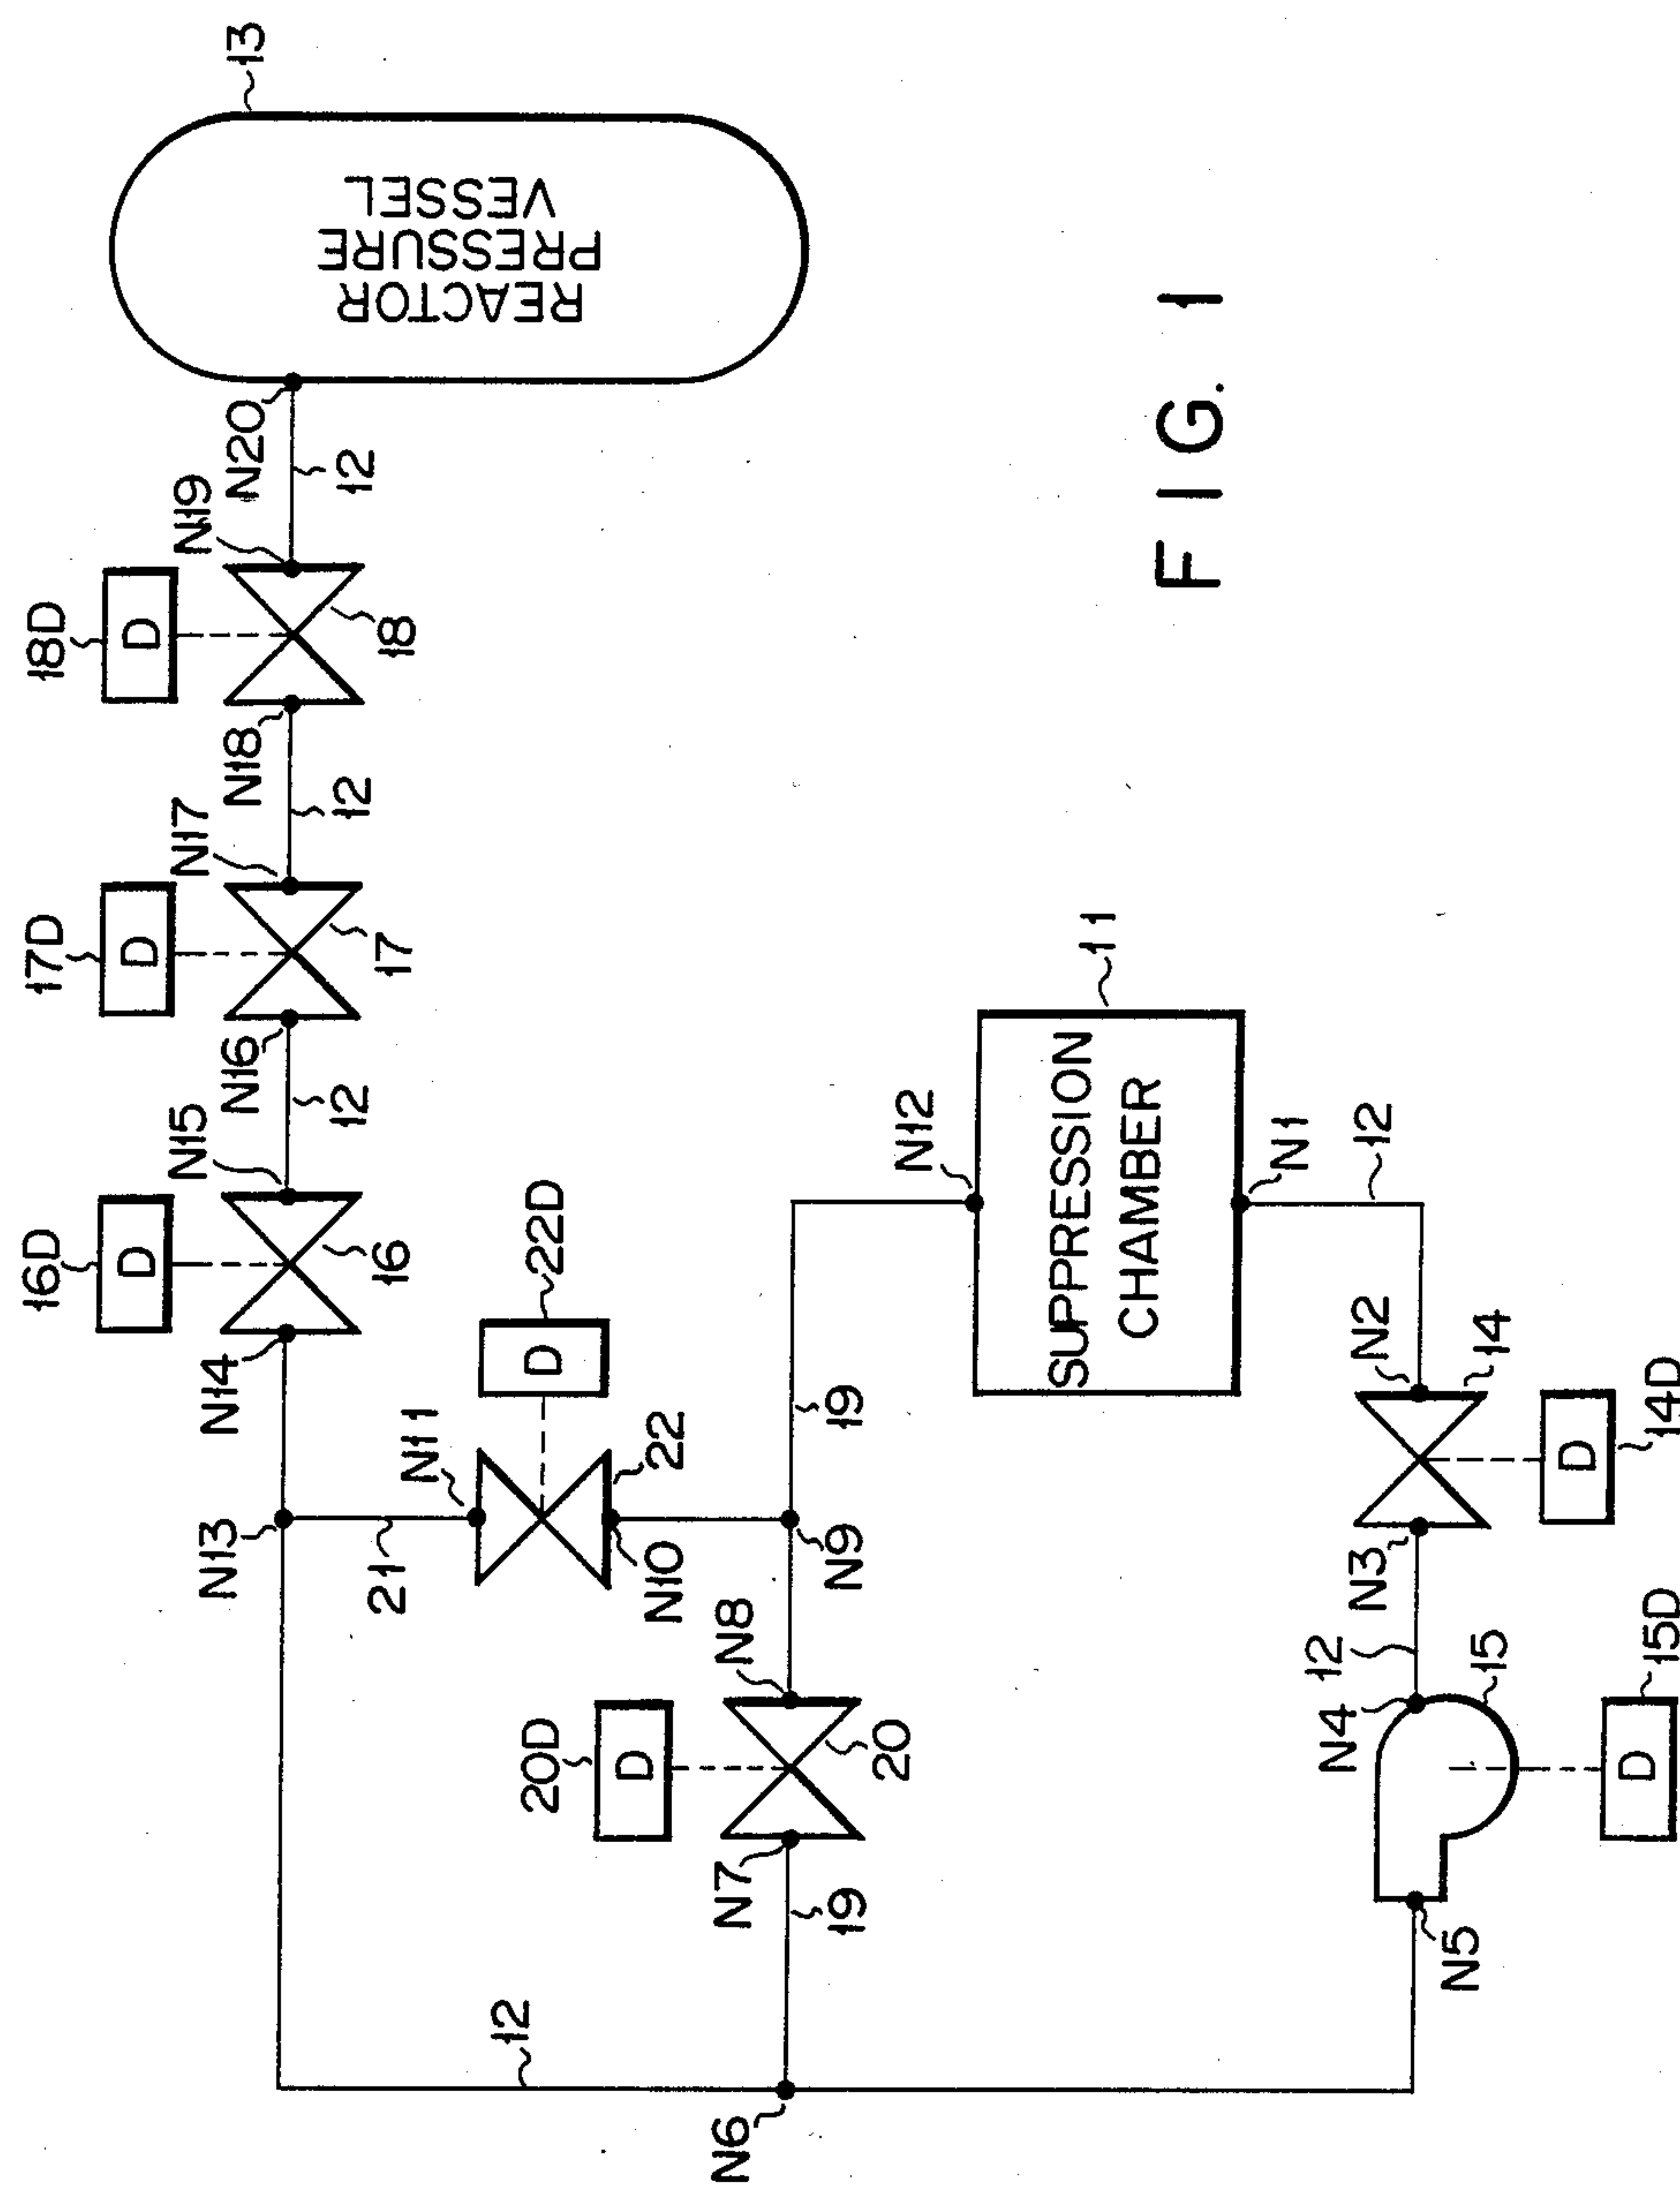 13
REACTOR
PRESSURE
VESSEL
N20
12
N19
18D
D
18
N18
12
N17
17D
D
17
N16
12
N15
16D
D
16
N14
22D
D
N11
22
N10
21
N13
12
N12
19
N9
N8
20D
D
20
N7
19
N6
11
SUPPRESSION
CHAMBER
N1
12
N2
14
14D
D
N3
12
N4
15
15D
D
N5
FIG. 1